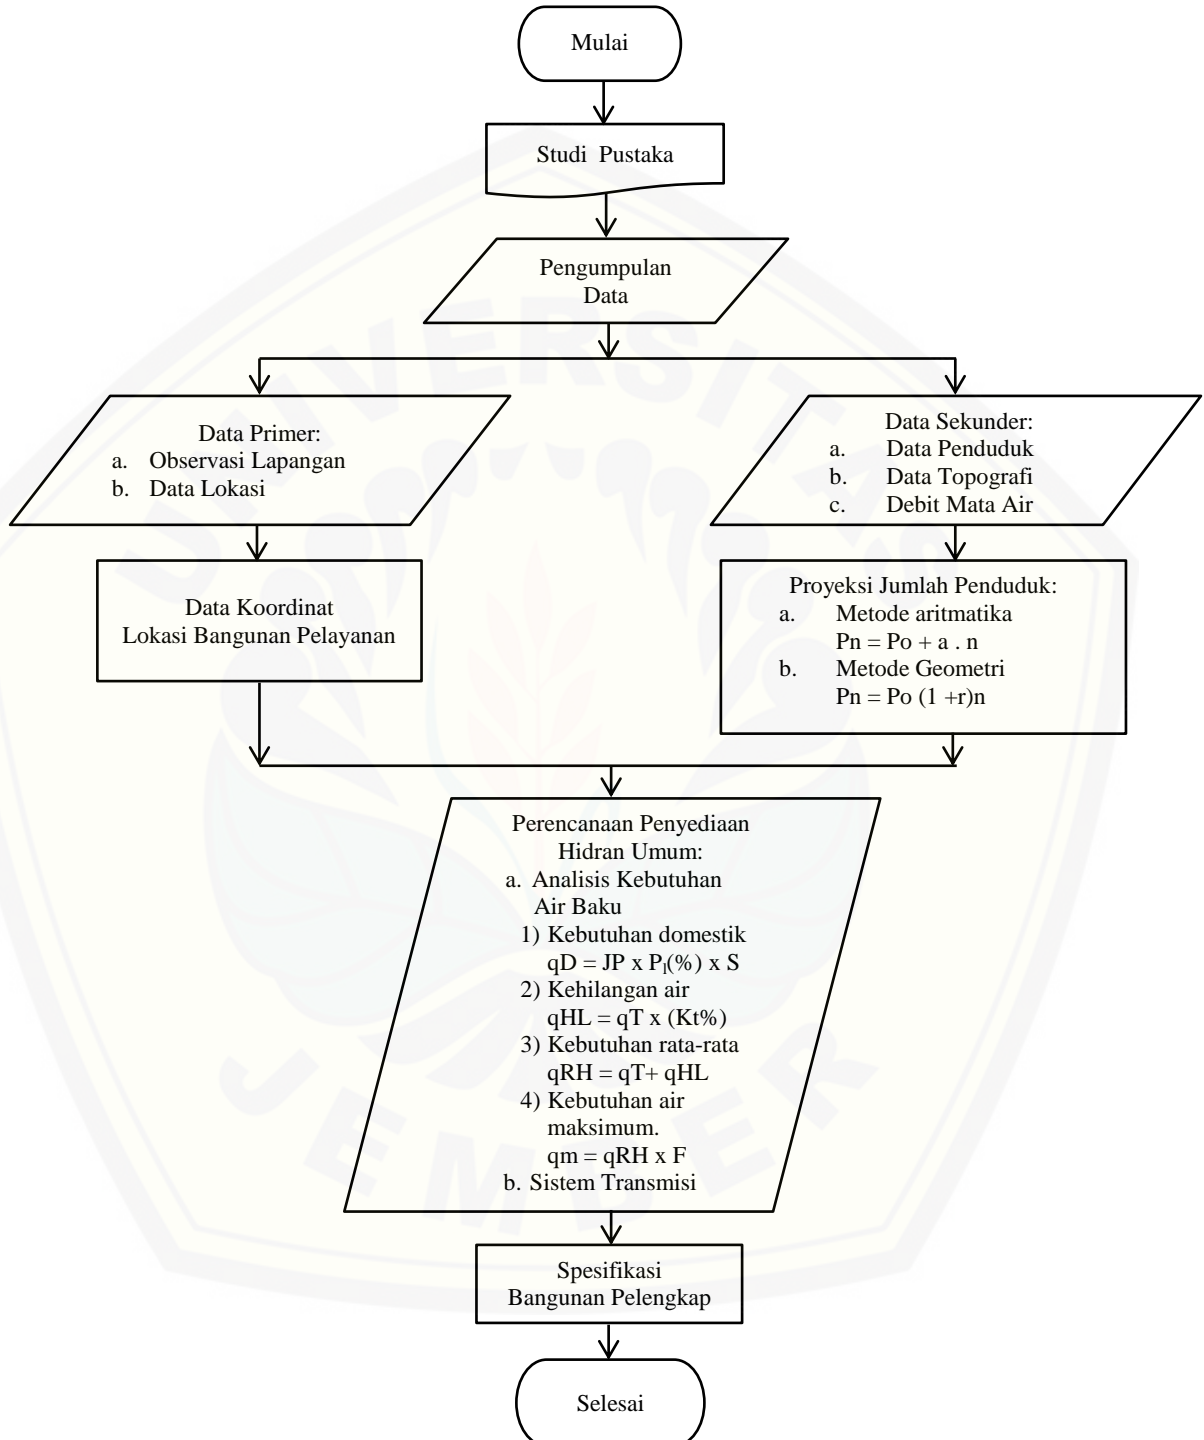 Mulai
Studi Pustaka
Pengumpulan
Data
Data Primer:
a. Observasi Lapangan
b. Data Lokasi
Data Sekunder:
a. Data Penduduk
b. Data Topografi
c. Debit Mata Air
Data Koordinat
Lokasi Bangunan Pelayanan
Proyeksi Jumlah Penduduk:
a. Metode aritmatika
Pn = Po + a . n
b. Metode Geometri
Pn = Po (1 +r)n
Perencanaan Penyediaan
Hidran Umum:
a. Analisis Kebutuhan
Air Baku
1) Kebutuhan domestik
qD = JP x Pl(%) x S
2) Kehilangan air
qHL = qT x (Kt%)
3) Kebutuhan rata-rata
qRH = qT+ qHL
4) Kebutuhan air
maksimum.
qm = qRH x F
b. Sistem Transmisi
Spesifikasi
Bangunan Pelengkap
Selesai
UNIVERSITAS
JEMBER